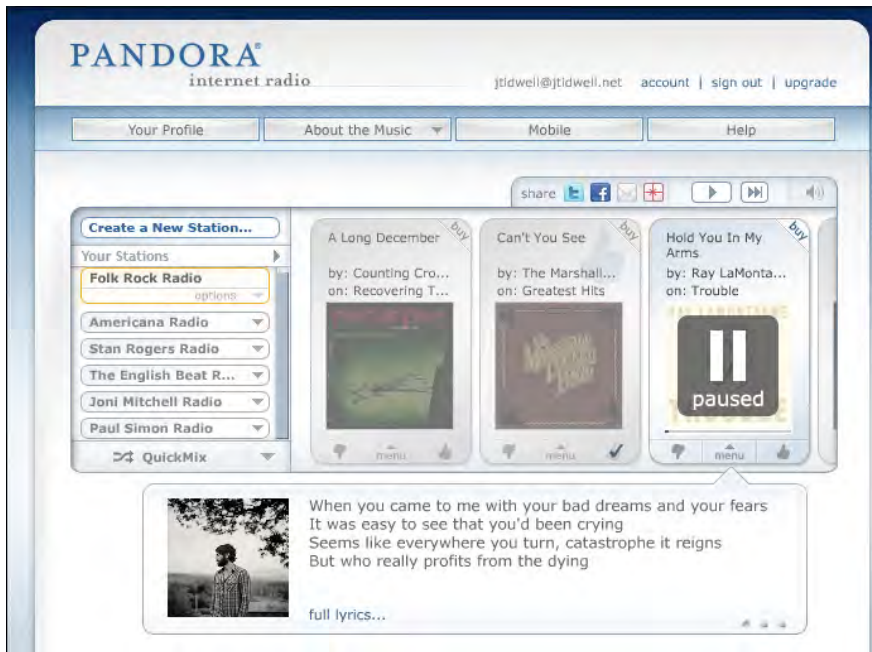 PANDORA®
internet radio
jtidwell@jtidwell.net account | sign out | upgrade
Your Profile
About the Music
Mobile
Help
share
Create a New Station...
Your Stations
Folk Rock Radio
options
Americana Radio
Stan Rogers Radio
The English Beat R...
Joni Mitchell Radio
Paul Simon Radio
QuickMix
A Long December
buy
by: Counting Cro...
on: Recovering T...
menu
Can't You See
buy
by: The Marshall...
on: Greatest Hits
menu
Hold You In My
Arms
buy
by: Ray LaMonta...
on: Trouble
paused
menu
When you came to me with your bad dreams and your fears
It was easy to see that you'd been crying
Seems like everywhere you turn, catastrophe it reigns
But who really profits from the dying
full lyrics...